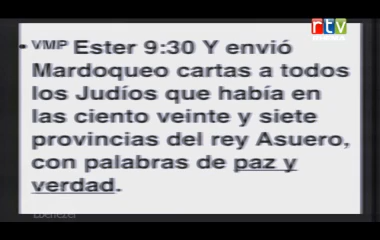 rtv
• VMP Ester 9:30 Y envió
Mardoqueo cartas a todos
los Judíos que había en
las ciento veinte y siete
provincias del rey Asuero,
con palabras de paz y
verdad.
Ebenezer